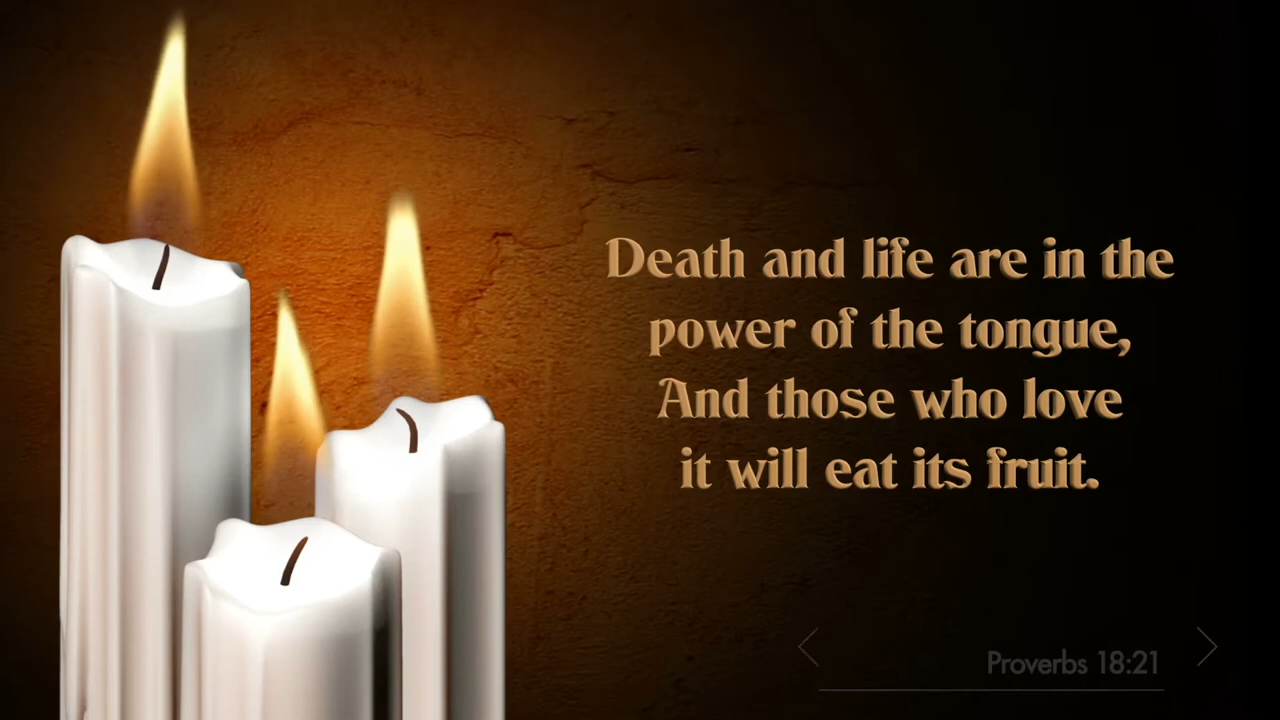 Death and life are in the
power of the tongue,
And those who love
it will eat its fruit.
Proverbs 18:21